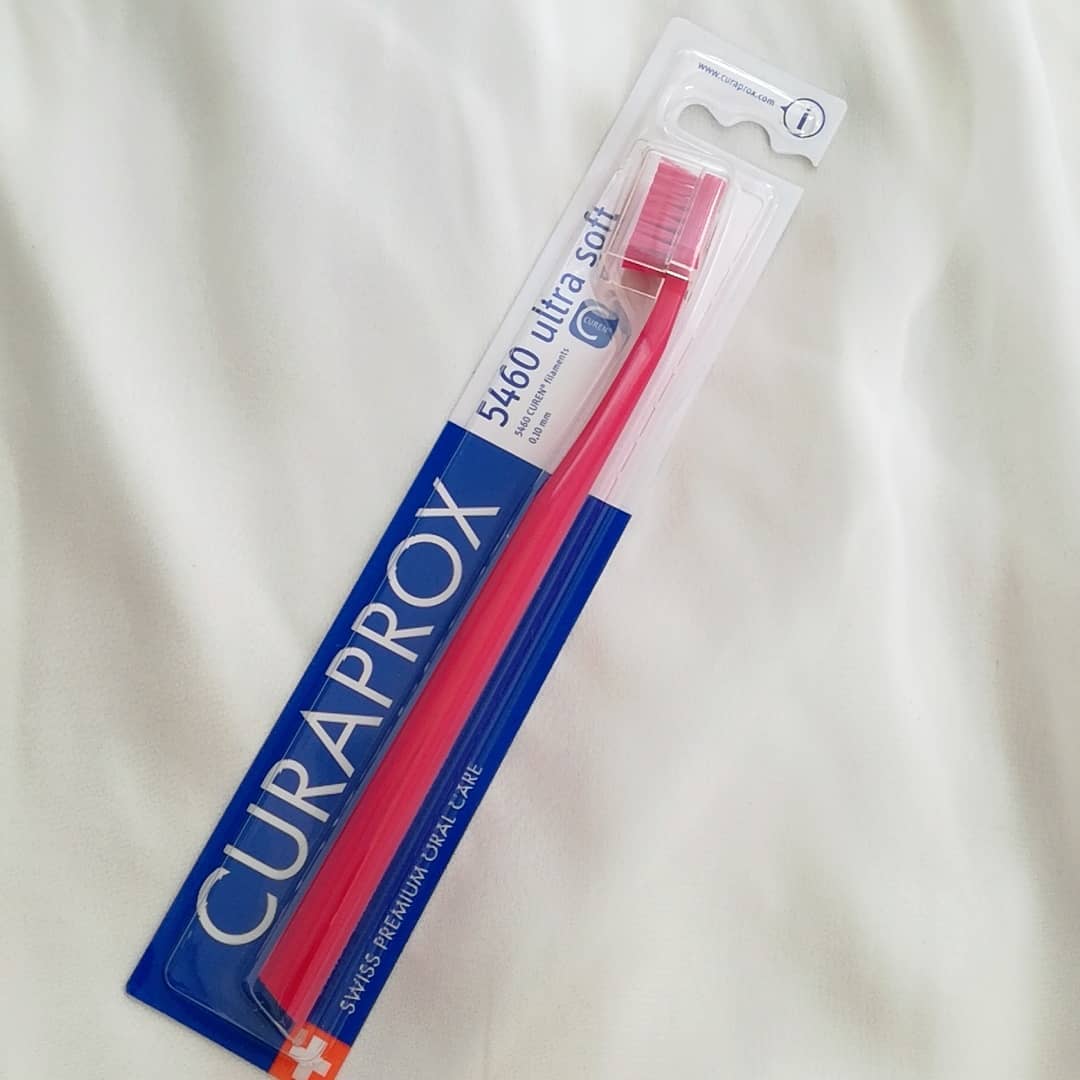 www.curaprox.com
i
5460 ultra soft
CUREN®
5460 CUREN® filaments
0.10 mm
CURAPROX
SWISS PREMIUM ORAL CARE